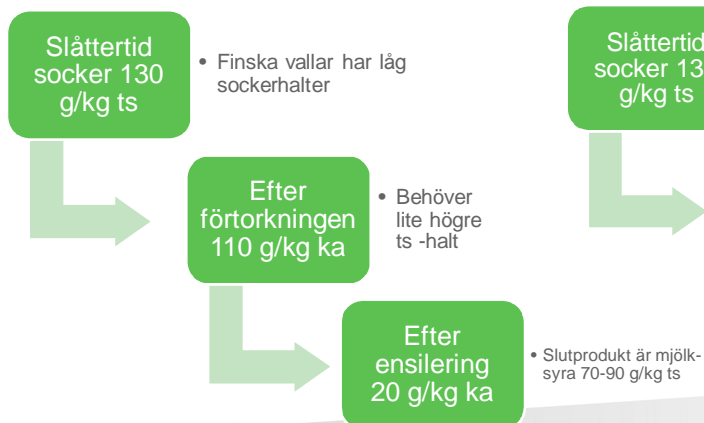 Slåttertid
socker 130
g/kg ts
• Finska vallar har låg
sockerhalter
Efter
förtorkningen
110 g/kg ka
• Behöver
lite högre
ts -halt
Efter
ensilering
20 g/kg ka
• Slutprodukt är mjölk-
syra 70-90 g/kg ts
Slåttertid
socker 13
g/kg ts